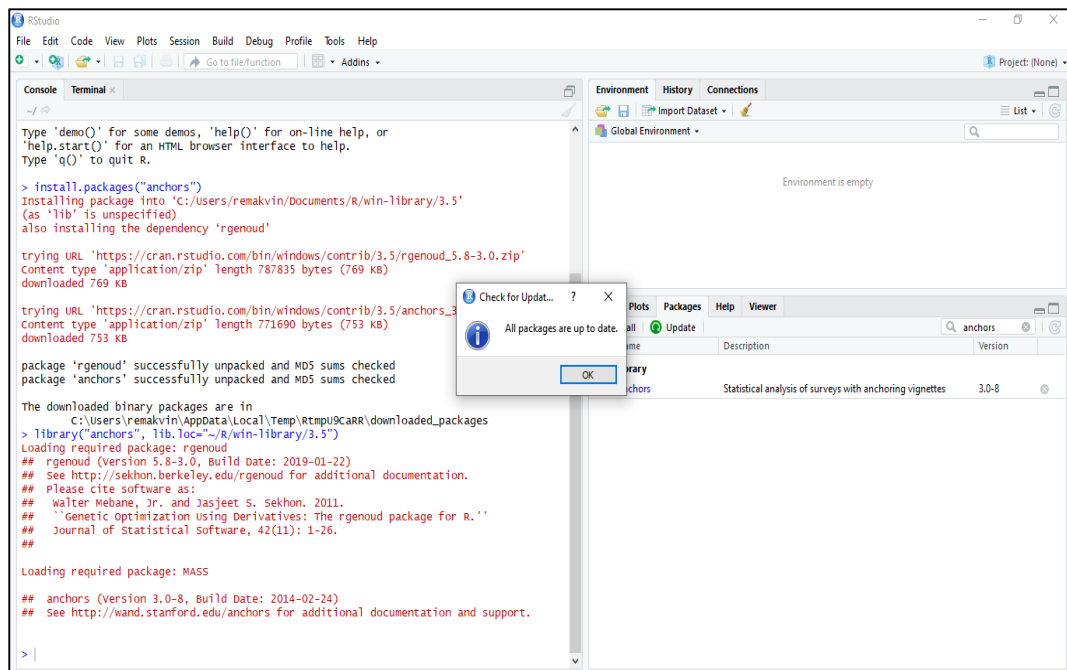 RStudio
File Edit Code View Plots Session Build Debug Profile Tools Help
Go to file/function Addins Project: (None)
Console Terminal
~/
Type 'demo()' for some demos, 'help()' for on-line help, or
'help.start()' for an HTML browser interface to help.
Type 'q()' to quit R.
> install.packages("anchors")
Installing package into ‘C:/Users/remakvin/Documents/R/win-library/3.5’
(as ‘lib’ is unspecified)
also installing the dependency ‘rgenoud’
trying URL 'https://cran.rstudio.com/bin/windows/contrib/3.5/rgenoud_5.8-3.0.zip'
Content type 'application/zip' length 787835 bytes (769 KB)
downloaded 769 KB
trying URL 'https://cran.rstudio.com/bin/windows/contrib/3.5/anchors_3
Content type 'application/zip' length 771690 bytes (753 KB)
downloaded 753 KB
package ‘rgenoud’ successfully unpacked and MD5 sums checked
package ‘anchors’ successfully unpacked and MD5 sums checked
The downloaded binary packages are in
C:\Users\remakvin\AppData\Local\Temp\RtmpU9CaRR\downloaded_packages
> library("anchors", lib.loc="~/R/win-library/3.5")
Loading required package: rgenoud
## rgenoud (Version 5.8-3.0, Build Date: 2019-01-22)
## See http://sekhon.berkeley.edu/rgenoud for additional documentation.
## Please cite software as:
## Walter Mebane, Jr. and Jasjeet S. Sekhon. 2011.
## ``Genetic Optimization Using Derivatives: The rgenoud package for R.''
## Journal of Statistical Software, 42(11): 1-26.
##
Loading required package: MASS
## anchors (Version 3.0-8, Build Date: 2014-02-24)
## See http://wand.stanford.edu/anchors for additional documentation and support.
>
Environment History Connections
Import Dataset List
Global Environment
Environment is empty
Check for Updat... ? X
All packages are up to date.
OK
Plots Packages Help Viewer
all Update anchors
me Description Version
rary
chors Statistical analysis of surveys with anchoring vignettes 3.0-8